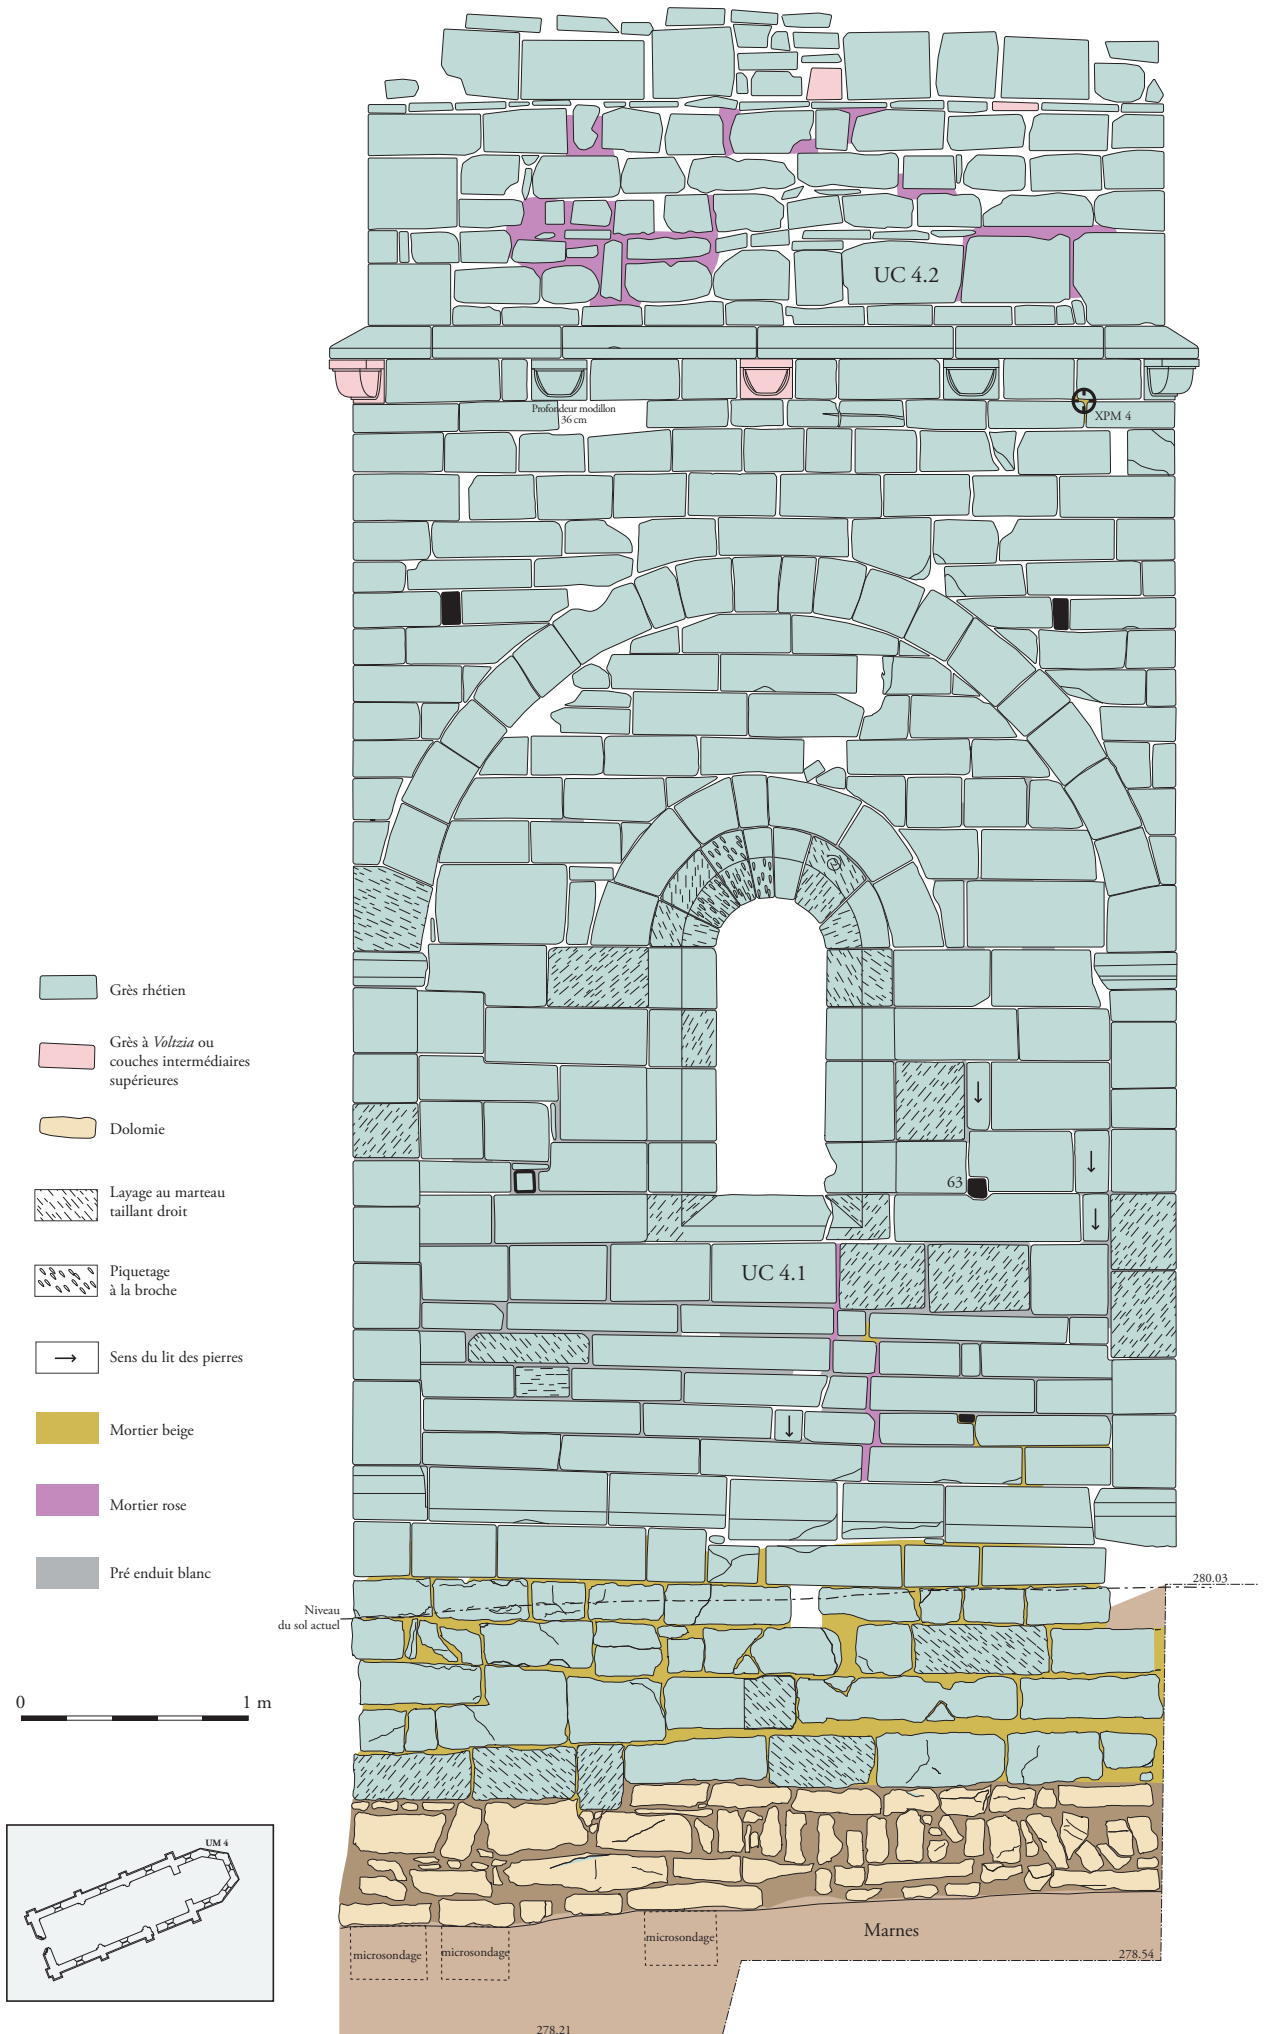 UC 4.2
Profondeur modillon
36 cm
XPM 4
63
UC 4.1
Grès rhétien
Grès à Voltzia ou
couches intermédiaires
supérieures
Dolomie
Layage au marteau
taillant droit
Piquetage
à la broche
Sens du lit des pierres
Mortier beige
Mortier rose
Pré enduit blanc
280.03
Niveau
du sol actuel
0 1 m
UM 4
Marnes
microsondage
microsondage
microsondage
278.54
278.21